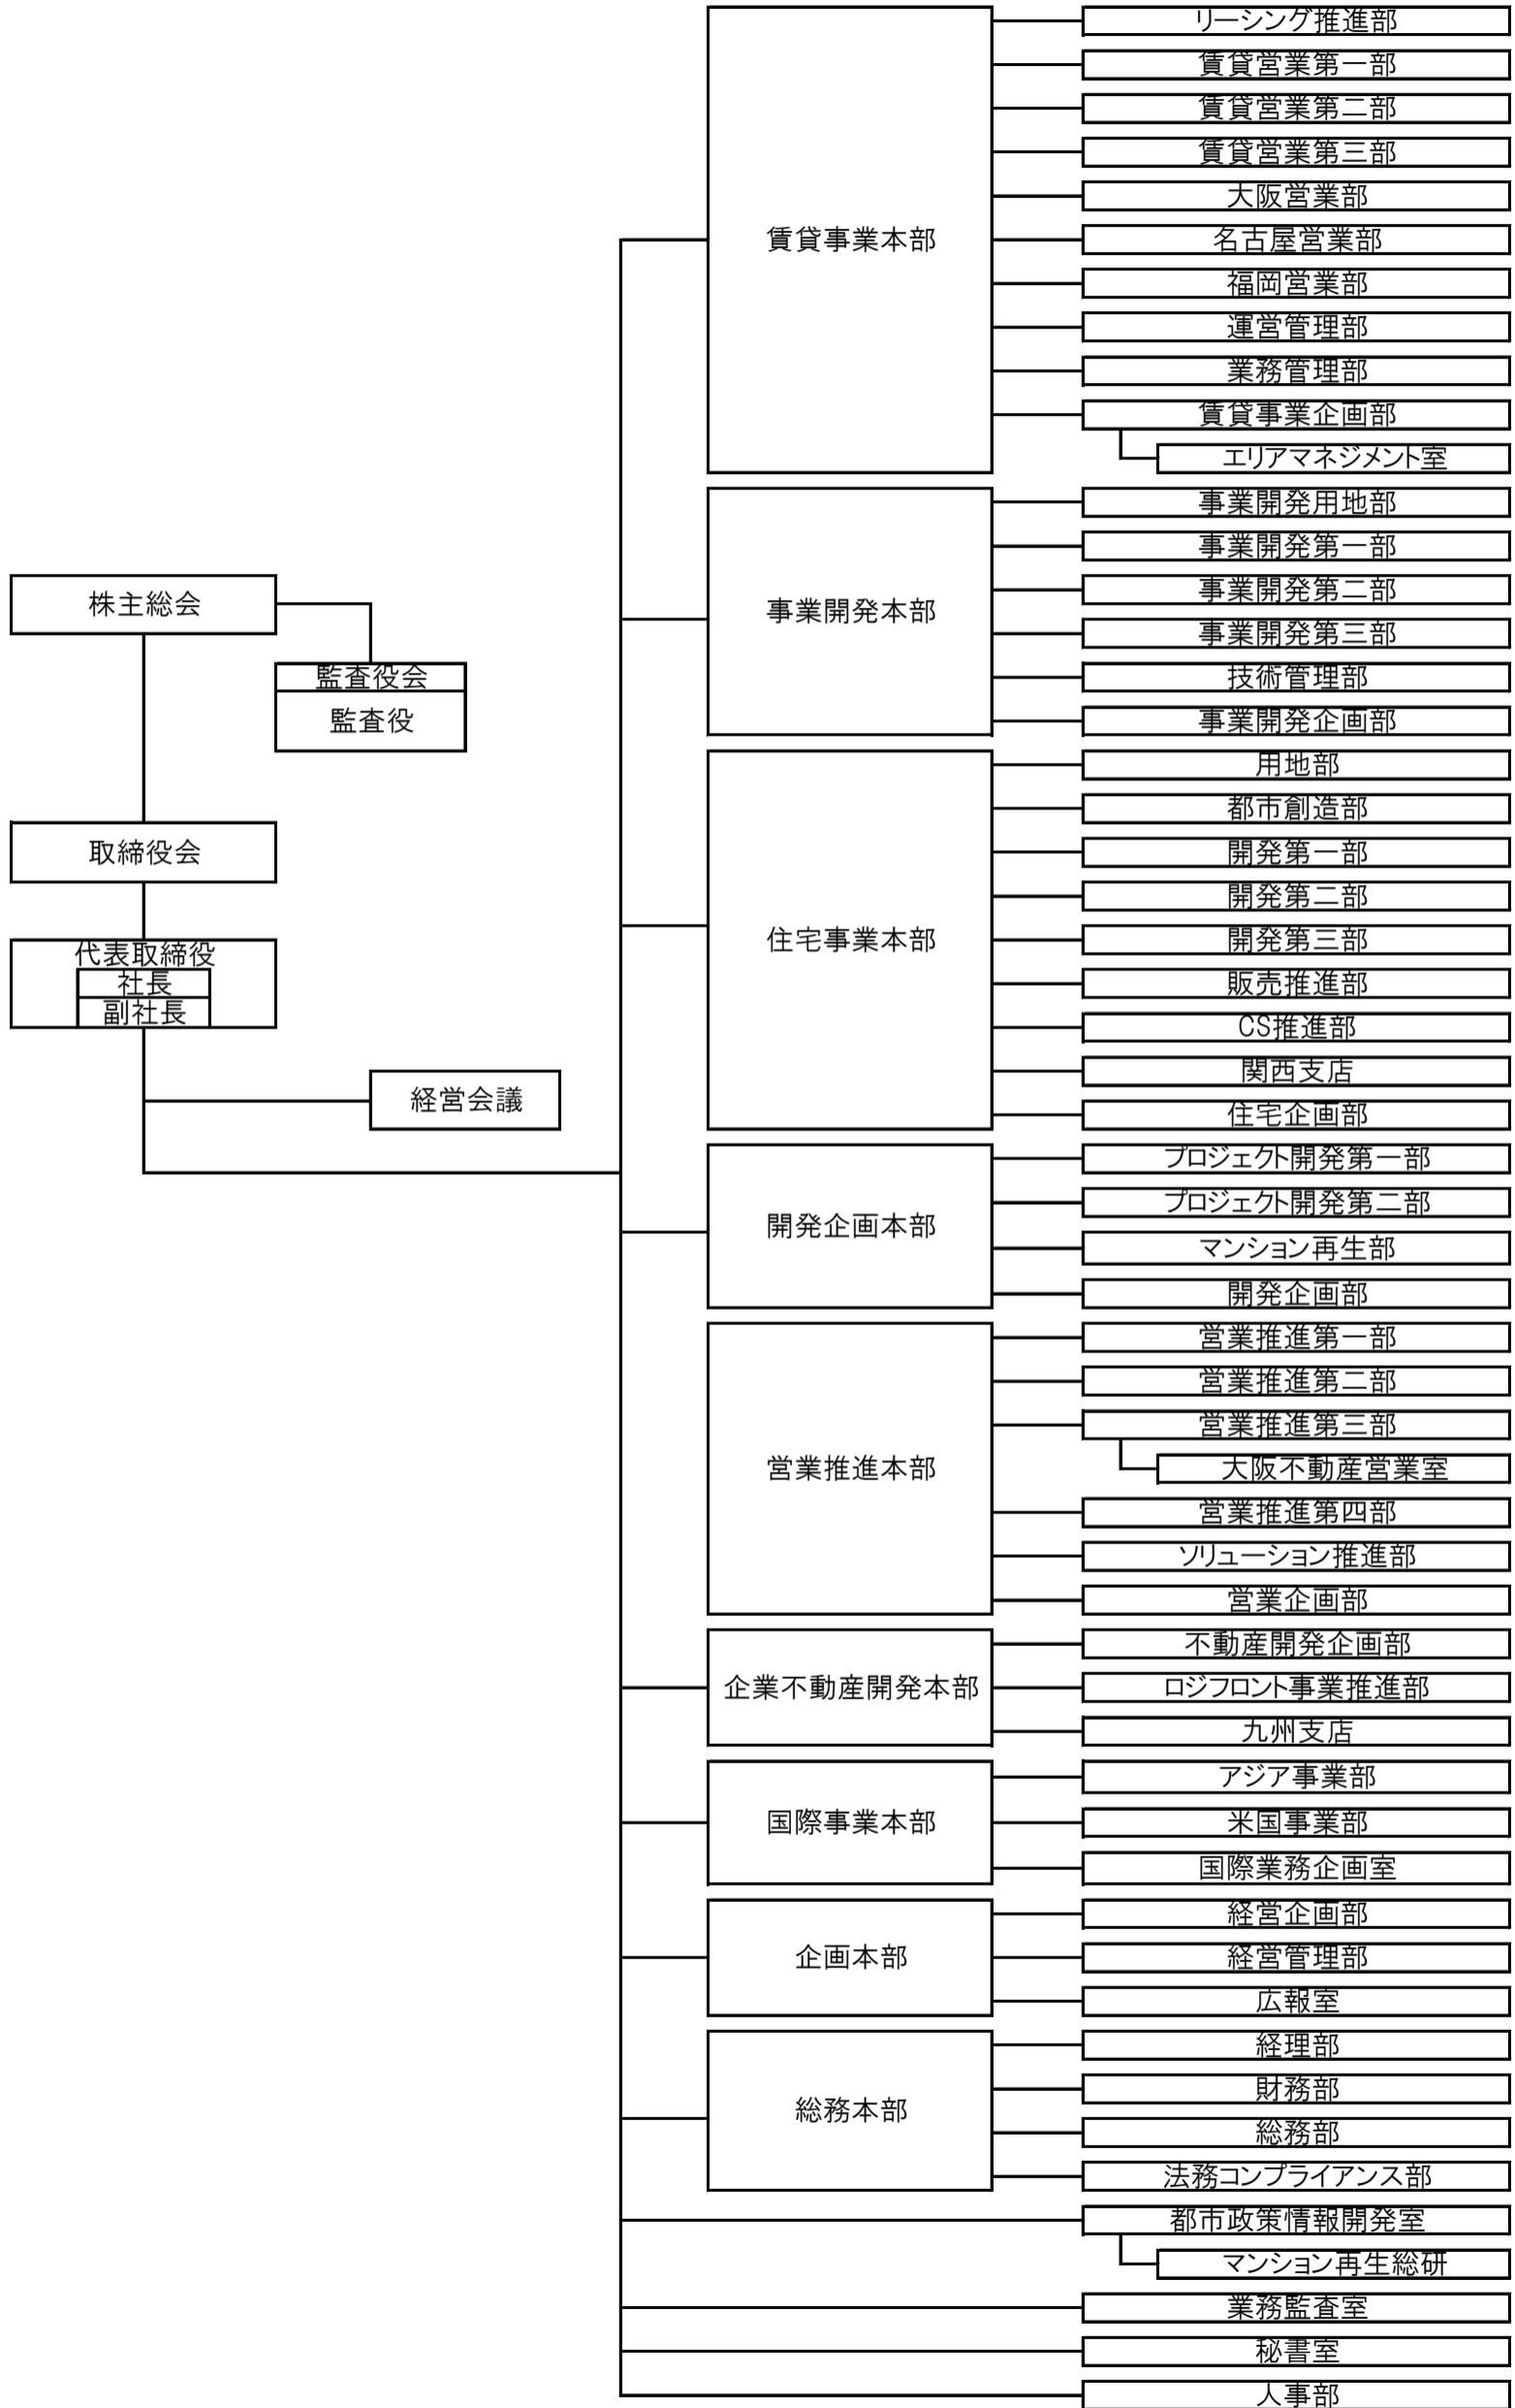 株主総会
監査役会
監査役
取締役会
代表取締役
社長
副社長
経営会議
賃貸事業本部
リーシング推進部
賃貸営業第一部
賃貸営業第二部
賃貸営業第三部
大阪営業部
名古屋営業部
福岡営業部
運営管理部
業務管理部
賃貸事業企画部
エリアマネジメント室
事業開発本部
事業開発用地部
事業開発第一部
事業開発第二部
事業開発第三部
技術管理部
事業開発企画部
住宅事業本部
用地部
都市創造部
開発第一部
開発第二部
開発第三部
販売推進部
CS推進部
関西支店
住宅企画部
開発企画本部
プロジェクト開発第一部
プロジェクト開発第二部
マンション再生部
開発企画部
営業推進本部
営業推進第一部
営業推進第二部
営業推進第三部
大阪不動産営業室
営業推進第四部
ソリューション推進部
営業企画部
企業不動産開発本部
不動産開発企画部
ロジフロント事業推進部
九州支店
国際事業本部
アジア事業部
米国事業部
国際業務企画室
企画本部
経営企画部
経営管理部
広報室
総務本部
経理部
財務部
総務部
法務コンプライアンス部
都市政策情報開発室
マンション再生総研
業務監査室
秘書室
人事部